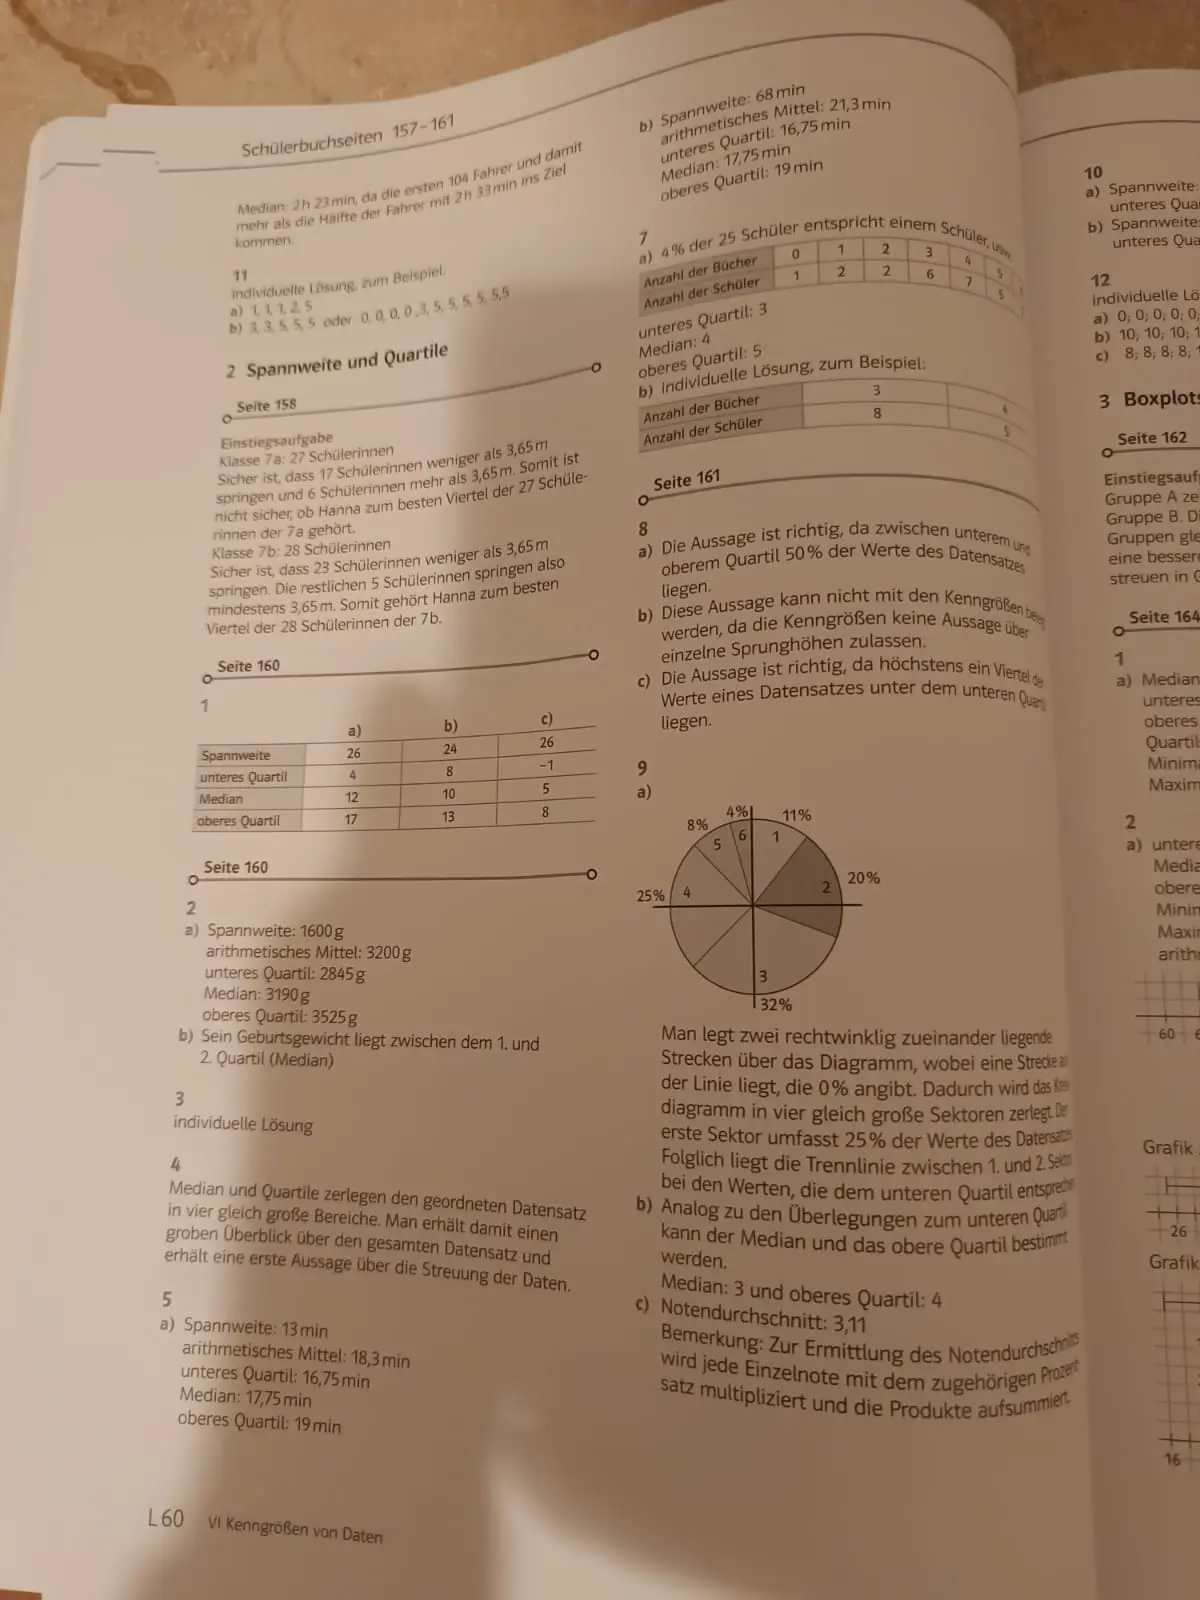 Schülerbuchseiten 157–161
Median: 2h 23min, da die ersten 104 Fahrer und damit
mehr als die Hälfte der Fahrer mit 2h 33min ins Ziel
kommen.
11
individuelle Lösung, zum Beispiel:
a) 1, 1, 1, 2, 5
b) 3, 3, 5, 5, 5 oder 0, 0, 0, 0, 3, 5, 5, 5, 5, 5,5
2 Spannweite und Quartile
Seite 158
Einstiegsaufgabe
Klasse 7a: 27 Schülerinnen
Sicher ist, dass 17 Schülerinnen weniger als 3,65m
springen und 6 Schülerinnen mehr als 3,65m. Somit ist
nicht sicher, ob Hanna zum besten Viertel der 27 Schüle-
rinnen der 7a gehört.
Klasse 7b: 28 Schülerinnen
Sicher ist, dass 23 Schülerinnen weniger als 3,65m
springen. Die restlichen 5 Schülerinnen springen also
mindestens 3,65m. Somit gehört Hanna zum besten
Viertel der 28 Schülerinnen der 7b.
Seite 160
1
a) b) c)
Spannweite 26 24 26
unteres Quartil 4 8 –1
Median 12 10 5
oberes Quartil 17 13 8
Seite 160
2
a) Spannweite: 1600g
arithmetisches Mittel: 3200g
unteres Quartil: 2845g
Median: 3190g
oberes Quartil: 3525g
b) Sein Geburtsgewicht liegt zwischen dem 1. und
2. Quartil (Median)
3
individuelle Lösung
4
Median und Quartile zerlegen den geordneten Datensatz
in vier gleich große Bereiche. Man erhält damit einen
groben Überblick über den gesamten Datensatz und
erhält eine erste Aussage über die Streuung der Daten.
5
a) Spannweite: 13min
arithmetisches Mittel: 18,3min
unteres Quartil: 16,75min
Median: 17,75min
oberes Quartil: 19min
L60 VI Kenngrößen von Daten
b) Spannweite: 68min
arithmetisches Mittel: 21,3min
unteres Quartil: 16,75min
Median: 17,75min
oberes Quartil: 19min
7
a) 4% der 25 Schüler entspricht einem Schüler, usw.
Anzahl der Bücher 0 1 2 3 4 5
Anzahl der Schüler 1 2 2 6 7 5
unteres Quartil: 3
Median: 4
oberes Quartil: 5
b) Individuelle Lösung, zum Beispiel:
Anzahl der Bücher 3 4
Anzahl der Schüler 8 5
Seite 161
8
a) Die Aussage ist richtig, da zwischen unterem und
oberem Quartil 50% der Werte des Datensatzes
liegen.
b) Diese Aussage kann nicht mit den Kenngrößen
werden, da die Kenngrößen keine Aussage über
einzelne Sprunghöhen zulassen.
c) Die Aussage ist richtig, da höchstens ein Viertel der
Werte eines Datensatzes unter dem unteren Quartil
liegen.
9
a)
4% 11%
8%
6 1
5
25% 4 2 20%
3
32%
Man legt zwei rechtwinklig zueinander liegende
Strecken über das Diagramm, wobei eine Strecke
der Linie liegt, die 0% angibt. Dadurch wird das
diagramm in vier gleich große Sektoren zerlegt. Der
erste Sektor umfasst 25% der Werte des Datensatzes.
Folglich liegt die Trennlinie zwischen 1. und 2. Sektor
bei den Werten, die dem unteren Quartil
b) Analog zu den Überlegungen zum unteren Quartil
kann der Median und das obere Quartil bestimmt
werden.
Median: 3 und oberes Quartil: 4
c) Notendurchschnitt: 3,11
Bemerkung: Zur Ermittlung des Notendurchschnitts
wird jede Einzelnote mit dem zugehörigen Prozent
satz multipliziert und die Produkte aufsummiert.
10
a) Spannweite:
unteres Qua
b) Spannweite:
unteres Qua
12
individuelle Lö
a) 0; 0; 0; 0; 0;
b) 10; 10; 10; 1
c) 8; 8; 8; 8; 1
3 Boxplots
Seite 162
Einstiegsauf
Gruppe A ze
Gruppe B. Di
Gruppen gle
eine besser
streuen in G
Seite 164
1
a) Median
unteres
oberes
Quartil
Minima
Maxim
2
a) untere
Media
obere
Minim
Maxim
arith
60
Grafik
26
Grafik
16